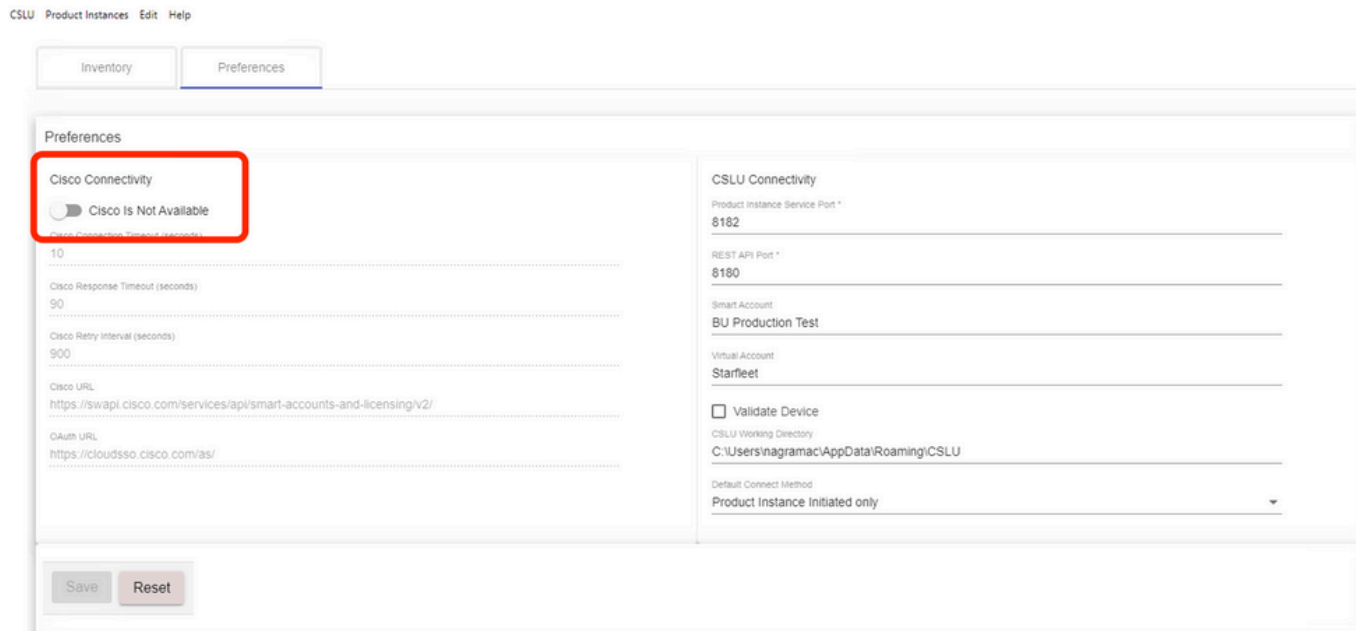 CSLU Product Instances Edit Help
Inventory Preferences
Preferences
Cisco Connectivity
Cisco Is Not Available
Cisco Connection Timeout (seconds)
10
Cisco Response Timeout (seconds)
90
Cisco Retry Interval (seconds)
900
Cisco URL
https://swapi.cisco.com/services/api/smart-accounts-and-licensing/v2/
OAuth URL
https://cloudsso.cisco.com/as/
CSLU Connectivity
Product Instance Service Port *
8182
REST API Port *
8180
Smart Account
BU Production Test
Virtual Account
Starfleet
Validate Device
CSLU Working Directory
C:\Users\nagramac\AppData\Roaming\CSLU
Default Connect Method
Product Instance Initiated only
Save Reset